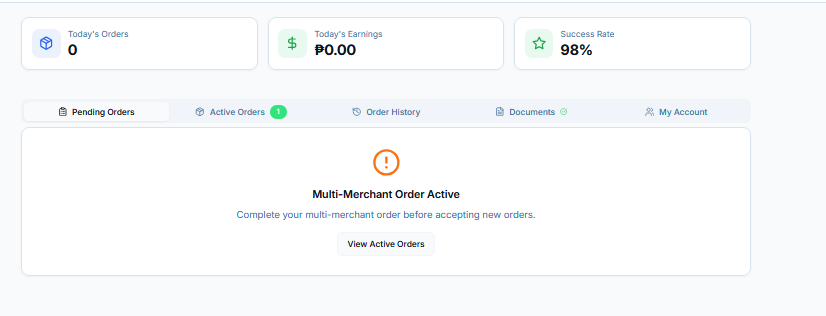 Today's Orders
0
Today's Earnings
₱0.00
Success Rate
98%
Pending Orders
Active Orders 1
Order History
Documents
My Account
Multi-Merchant Order Active
Complete your multi-merchant order before accepting new orders.
View Active Orders